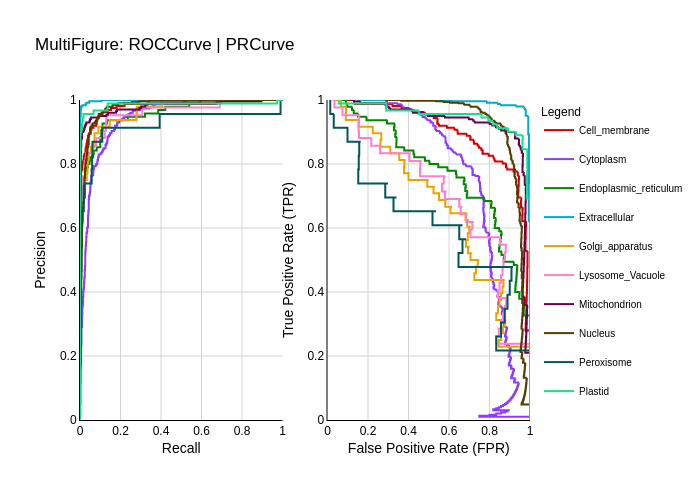 MultiFigure: ROCCurve | PRCurve
Precision
1
0.8
0.6
0.4
0.2
0
0 0.2 0.4 0.6 0.8 1
Recall
True Positive Rate (TPR)
1
0.8
0.6
0.4
0.2
0
0 0.2 0.4 0.6 0.8 1
False Positive Rate (FPR)
Legend
Cell_membrane
Cytoplasm
Endoplasmic_reticulum
Extracellular
Golgi_apparatus
Lysosome_Vacuole
Mitochondrion
Nucleus
Peroxisome
Plastid